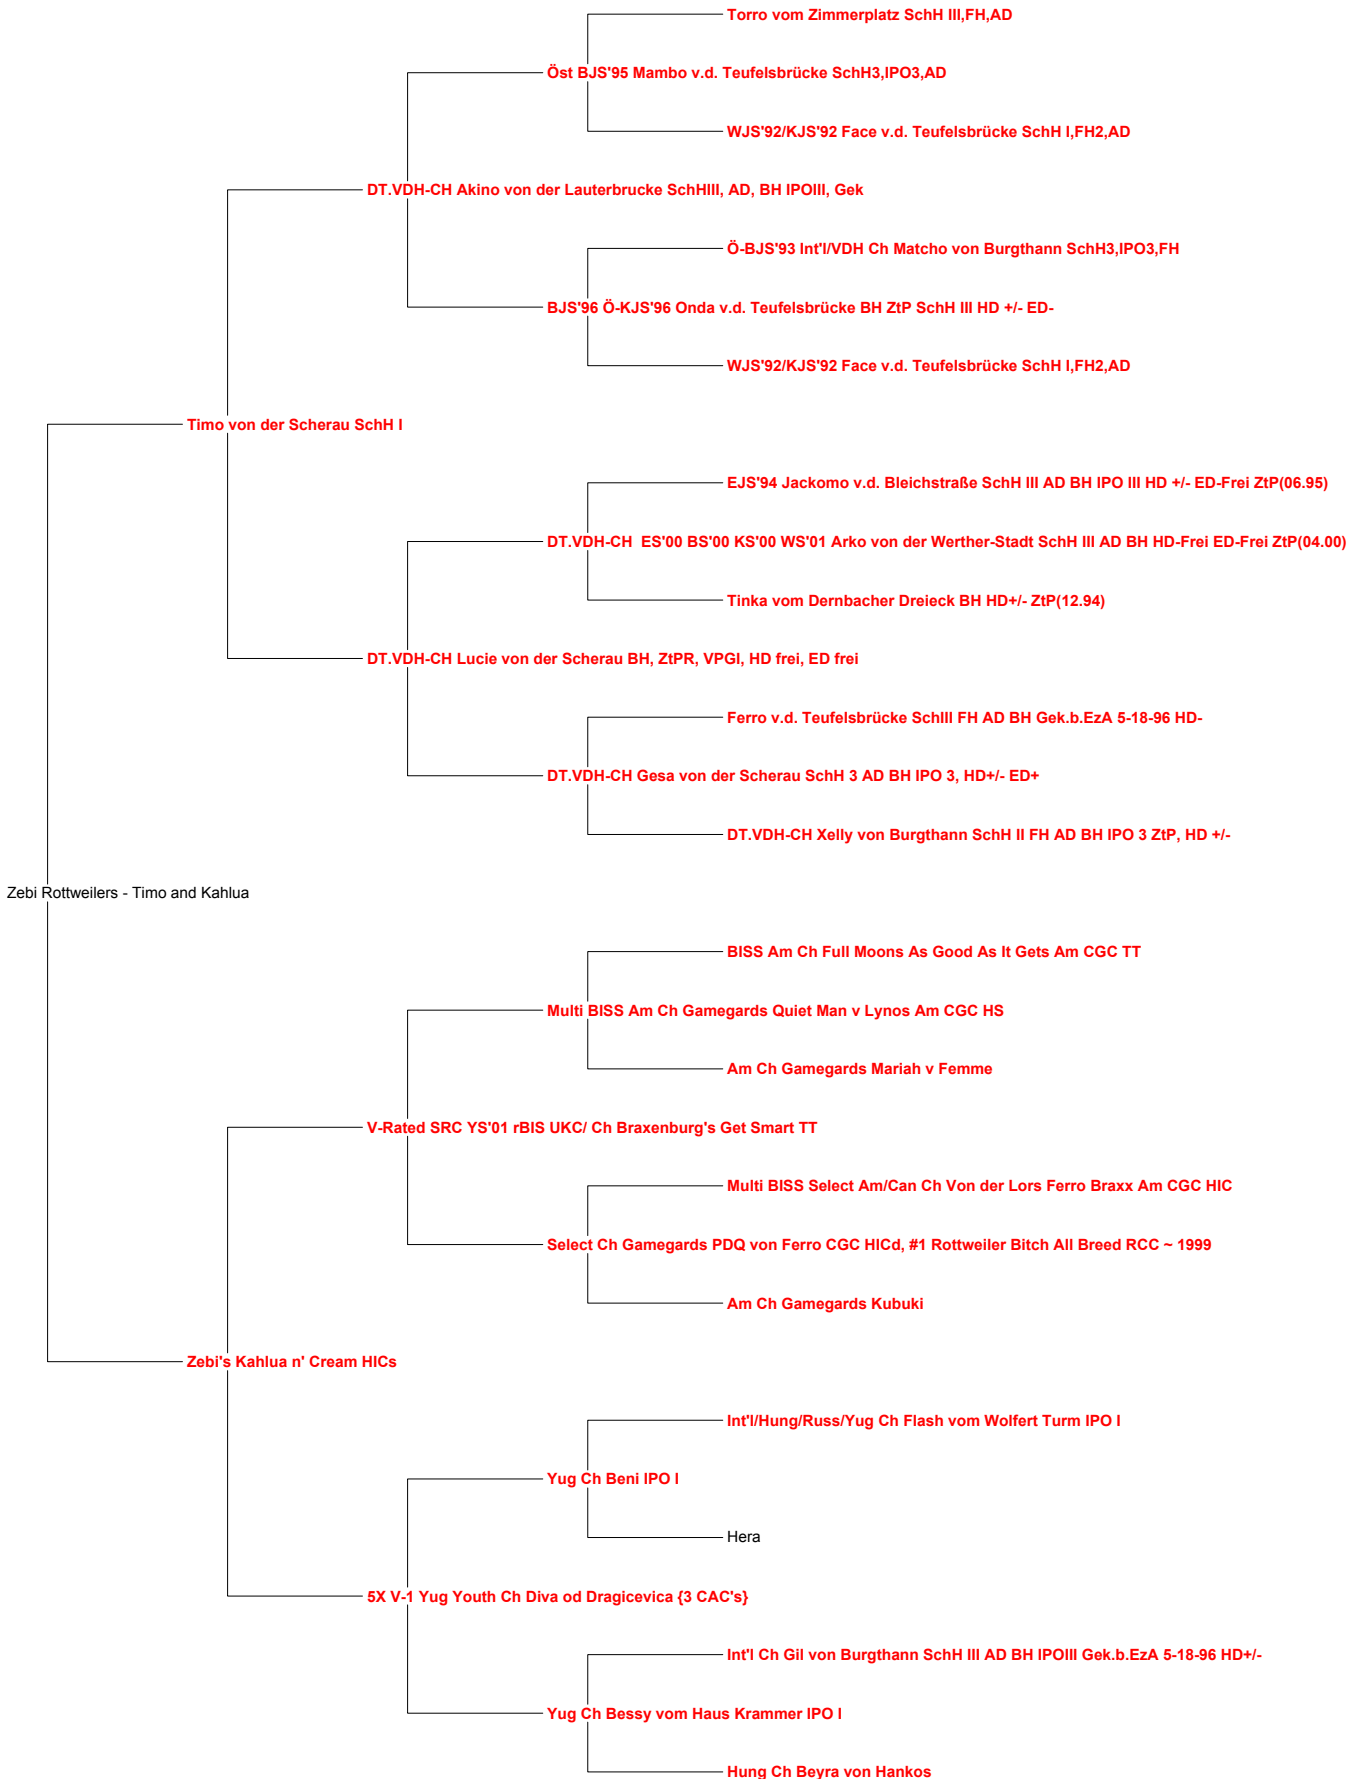 Torro vom Zimmerplatz SchH III,FH,AD
Öst BJS'95 Mambo v.d. Teufelsbrücke SchH3,IPO3,AD
WJS'92/KJS'92 Face v.d. Teufelsbrücke SchH I,FH2,AD
DT.VDH-CH Akino von der Lauterbrucke SchHIII, AD, BH IPOIII, Gek
Ö-BJS'93 Int'l/VDH Ch Matcho von Burgthann SchH3,IPO3,FH
BJS'96 Ö-KJS'96 Onda v.d. Teufelsbrücke BH ZtP SchH III HD +/- ED-
WJS'92/KJS'92 Face v.d. Teufelsbrücke SchH I,FH2,AD
Timo von der Scherau SchH I
EJS'94 Jackomo v.d. Bleichstraße SchH III AD BH IPO III HD +/- ED-Frei ZtP(06.95)
DT.VDH-CH ES'00 BS'00 KS'00 WS'01 Arko von der Werther-Stadt SchH III AD BH HD-Frei ED-Frei ZtP(04.00)
Tinka vom Dernbacher Dreieck BH HD+/- ZtP(12.94)
DT.VDH-CH Lucie von der Scherau BH, ZtPR, VPGI, HD frei, ED frei
Ferro v.d. Teufelsbrücke SchIII FH AD BH Gek.b.EzA 5-18-96 HD-
DT.VDH-CH Gesa von der Scherau SchH 3 AD BH IPO 3, HD+/- ED+
DT.VDH-CH Xelly von Burgthann SchH II FH AD BH IPO 3 ZtP, HD +/-
Zebi Rottweilers - Timo and Kahlua
BISS Am Ch Full Moons As Good As It Gets Am CGC TT
Multi BISS Am Ch Gamegards Quiet Man v Lynos Am CGC HS
Am Ch Gamegards Mariah v Femme
V-Rated SRC YS'01 rBIS UKC/ Ch Braxenburg's Get Smart TT
Multi BISS Select Am/Can Ch Von der Lors Ferro Braxx Am CGC HIC
Select Ch Gamegards PDQ von Ferro CGC HICd, #1 Rottweiler Bitch All Breed RCC ~ 1999
Am Ch Gamegards Kubuki
Zebi's Kahlua n' Cream HICs
Int'l/Hung/Russ/Yug Ch Flash vom Wolfert Turm IPO I
Yug Ch Beni IPO I
Hera
5X V-1 Yug Youth Ch Diva od Dragicevica {3 CAC's}
Int'l Ch Gil von Burgthann SchH III AD BH IPOIII Gek.b.EzA 5-18-96 HD+/-
Yug Ch Bessy vom Haus Krammer IPO I
Hung Ch Beyra von Hankos